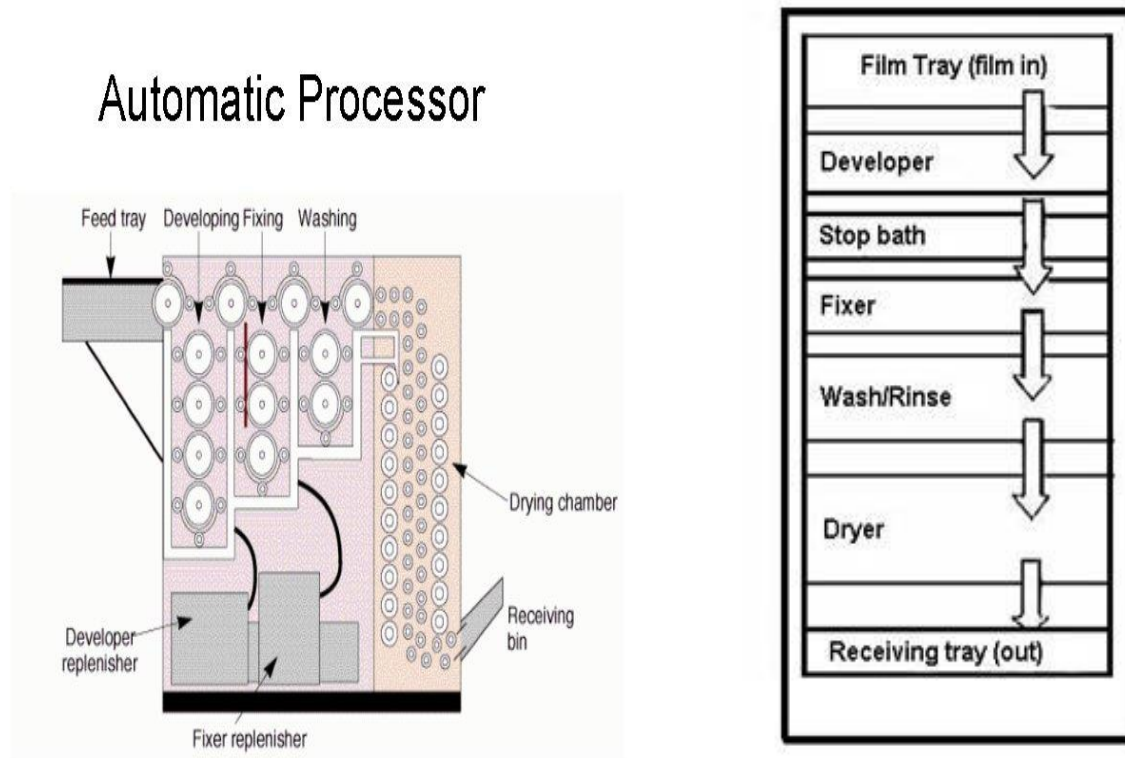 Automatic Processor
Feed tray
Developing
Fixing
Washing
Drying chamber
Receiving
bin
Developer
replenisher
Fixer replenisher
Film Tray (film in)
Developer
Stop bath
Fixer
Wash/Rinse
Dryer
Receiving tray (out)